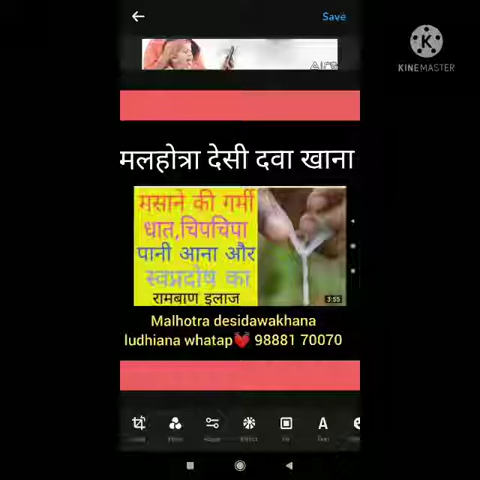 Save
KINEMASTER
मलहोत्रा देसी दवा खाना
मसाने की गर्मी
धात,चिपचिपा
पानी आना और
स्वप्नदोष का
रामबाण इलाज
3:55
Malhotra desidawakhana
ludhiana whatap💓 98881 70070